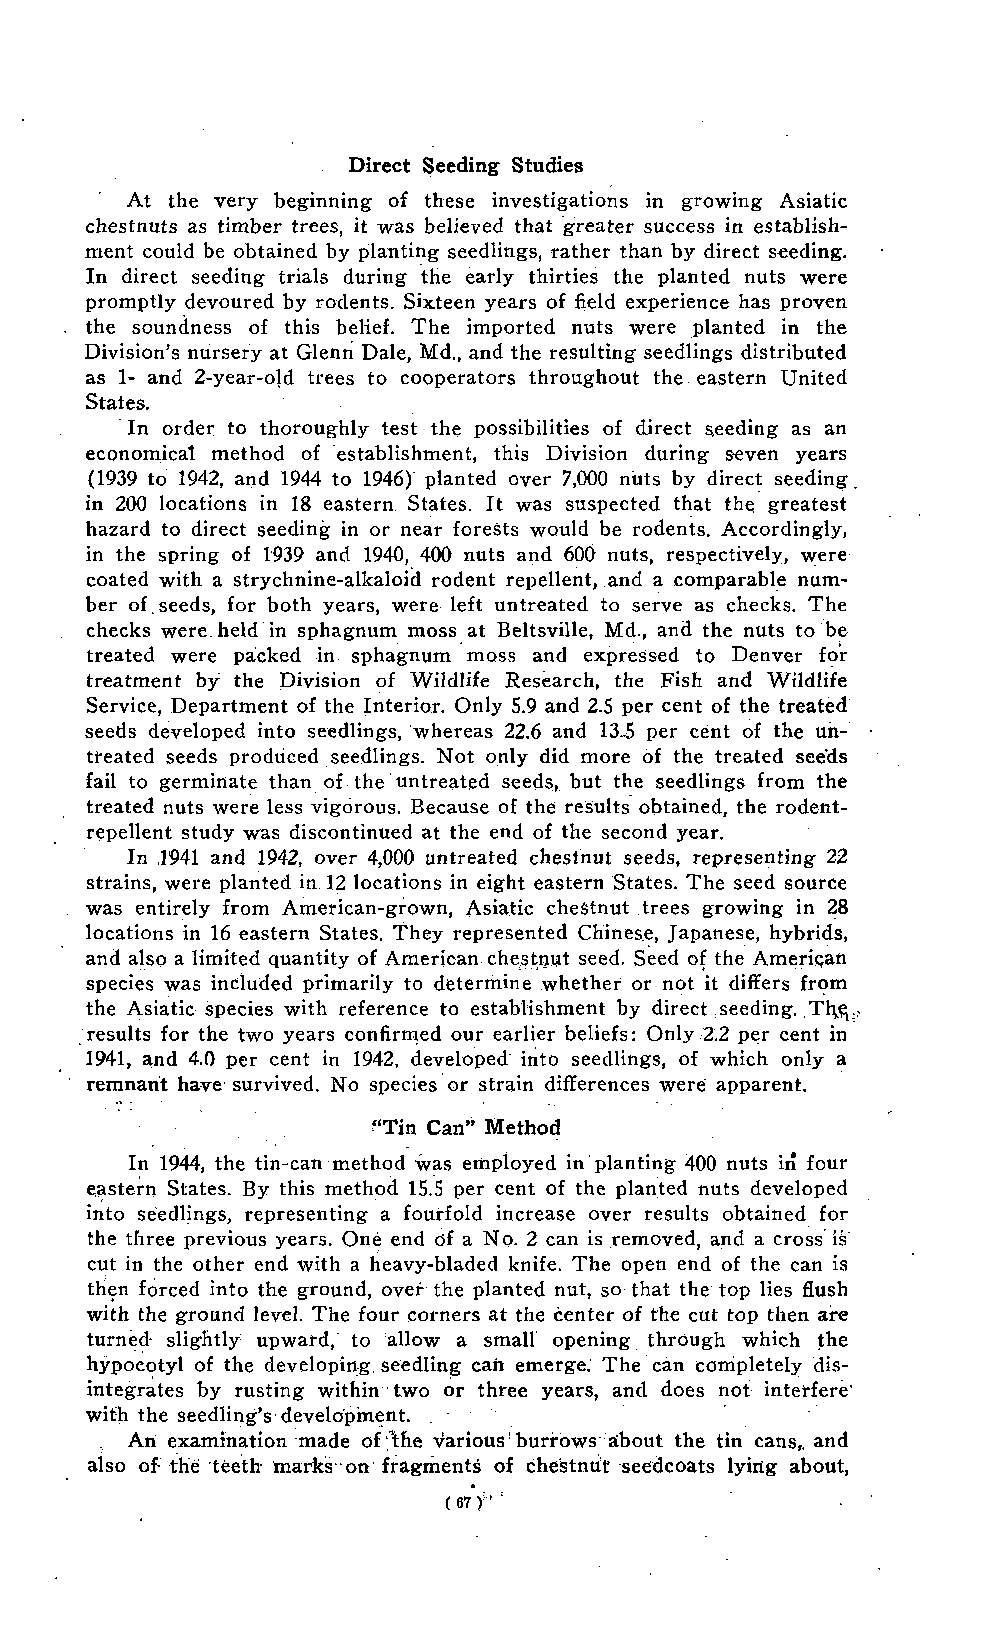 Direct Seeding Studies
At the very beginning of these investigations in growing Asiatic
chestnuts as timber trees, it was believed that greater success in establish-
ment could be obtained by planting seedlings, rather than by direct seeding.
In direct seeding trials during the early thirties the planted nuts were
promptly devoured by rodents. Sixteen years of field experience has proven
the soundness of this belief. The imported nuts were planted in the
Division's nursery at Glenn Dale, Md., and the resulting seedlings distributed
as 1- and 2-year-old trees to cooperators throughout the eastern United
States.
In order to thoroughly test the possibilities of direct seeding as an
economical method of establishment, this Division during seven years
(1939 to 1942, and 1944 to 1946) planted over 7,000 nuts by direct seeding
in 200 locations in 18 eastern States. It was suspected that the greatest
hazard to direct seeding in or near forests would be rodents. Accordingly,
in the spring of 1939 and 1940, 400 nuts and 600 nuts, respectively, were
coated with a strychnine-alkaloid rodent repellent, and a comparable num-
ber of seeds, for both years, were left untreated to serve as checks. The
checks were held in sphagnum moss at Beltsville, Md., and the nuts to be
treated were packed in sphagnum moss and expressed to Denver for
treatment by the Division of Wildlife Research, the Fish and Wildlife
Service, Department of the Interior. Only 5.9 and 2.5 per cent of the treated
seeds developed into seedlings, whereas 22.6 and 13.5 per cent of the un-
treated seeds produced seedlings. Not only did more of the treated seeds
fail to germinate than of the untreated seeds, but the seedlings from the
treated nuts were less vigorous. Because of the results obtained, the rodent-
repellent study was discontinued at the end of the second year.
In 1941 and 1942, over 4,000 untreated chestnut seeds, representing 22
strains, were planted in 12 locations in eight eastern States. The seed source
was entirely from American-grown, Asiatic chestnut trees growing in 28
locations in 16 eastern States. They represented Chinese, Japanese, hybrids,
and also a limited quantity of American chestnut seed. Seed of the American
species was included primarily to determine whether or not it differs from
the Asiatic species with reference to establishment by direct seeding. The
results for the two years confirmed our earlier beliefs: Only 2.2 per cent in
1941, and 4.0 per cent in 1942, developed into seedlings, of which only a
remnant have survived. No species or strain differences were apparent.
"Tin Can" Method
In 1944, the tin-can method was employed in planting 400 nuts in four
eastern States. By this method 15.5 per cent of the planted nuts developed
into seedlings, representing a fourfold increase over results obtained for
the three previous years. One end of a No. 2 can is removed, and a cross is
cut in the other end with a heavy-bladed knife. The open end of the can is
then forced into the ground, over the planted nut, so that the top lies flush
with the ground level. The four corners at the center of the cut top then are
turned slightly upward, to allow a small opening through which the
hypocotyl of the developing seedling can emerge. The can completely dis-
integrates by rusting within two or three years, and does not interfere
with the seedling's development.
An examination made of the various burrows about the tin cans, and
also of the teeth marks on fragments of chestnut seedcoats lying about,
( 67 )